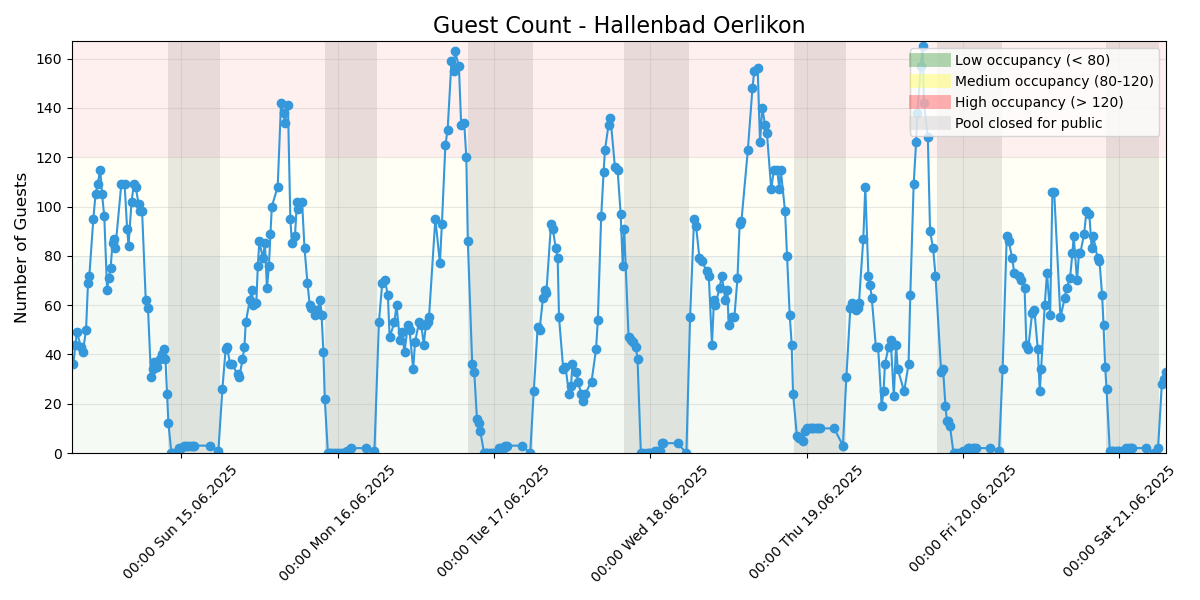 Guest Count - Hallenbad Oerlikon
Number of Guests
160
140
120
100
80
60
40
20
0
Low occupancy (< 80)
Medium occupancy (80-120)
High occupancy (> 120)
Pool closed for public
00:00 Sun 15.06.2025
00:00 Mon 16.06.2025
00:00 Tue 17.06.2025
00:00 Wed 18.06.2025
00:00 Thu 19.06.2025
00:00 Fri 20.06.2025
00:00 Sat 21.06.2025